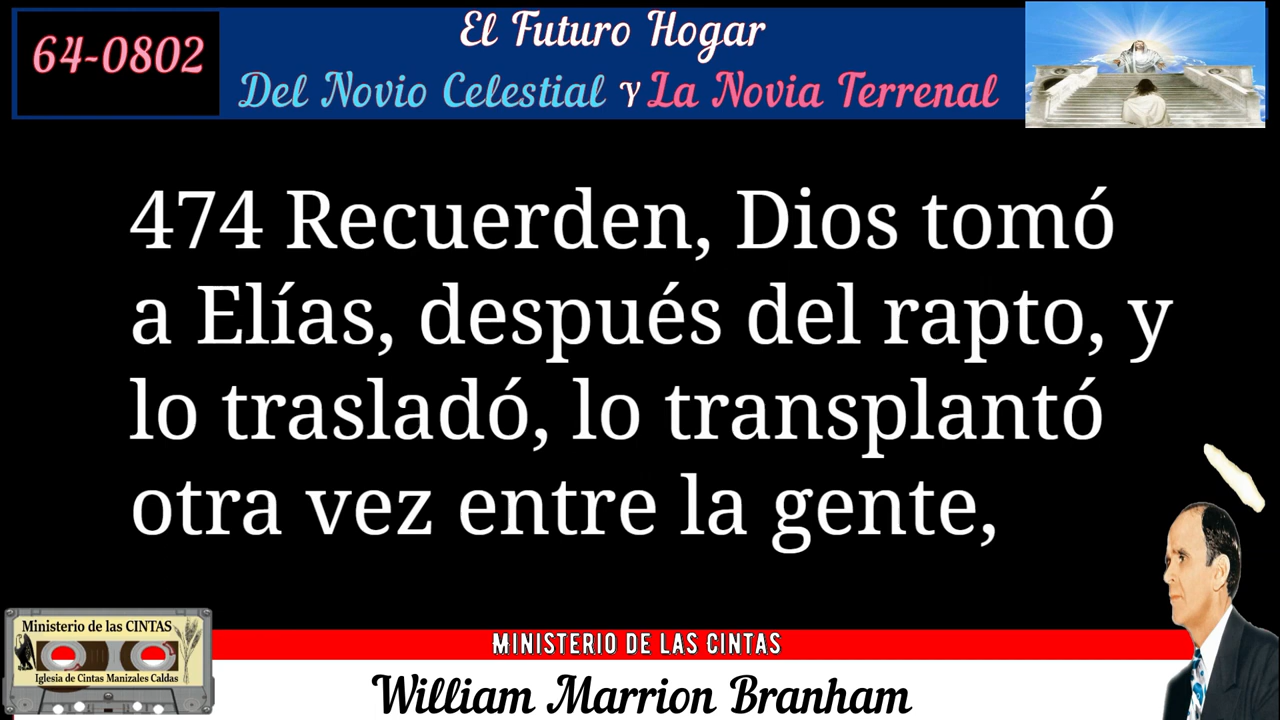 64-0802
El Futuro Hogar
Del Novio Celestial Y La Novia Terrenal
474 Recuerden, Dios tomó
a Elías, después del rapto, y
lo trasladó, lo transplantó
otra vez entre la gente,
Ministerio de las CINTAS
Iglesia de Cintas Manizales Caldas
MINISTERIO DE LAS CINTAS
William Marrion Branham